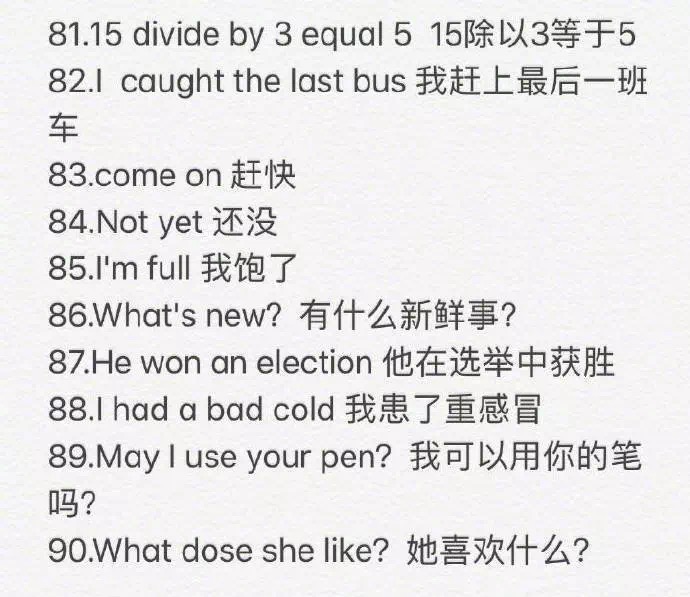 81.15 divide by 3 equal 5  15除以3等于5
82.I  caught the last bus 我赶上最后一班
车
83.come on 赶快
84.Not yet 还没
85.I'm full 我饱了
86.What's new?  有什么新鲜事?
87.He won an election 他在选举中获胜
88.I had a bad cold 我患了重感冒
89.May I use your pen?  我可以用你的笔
吗?
90.What dose she like?  她喜欢什么?